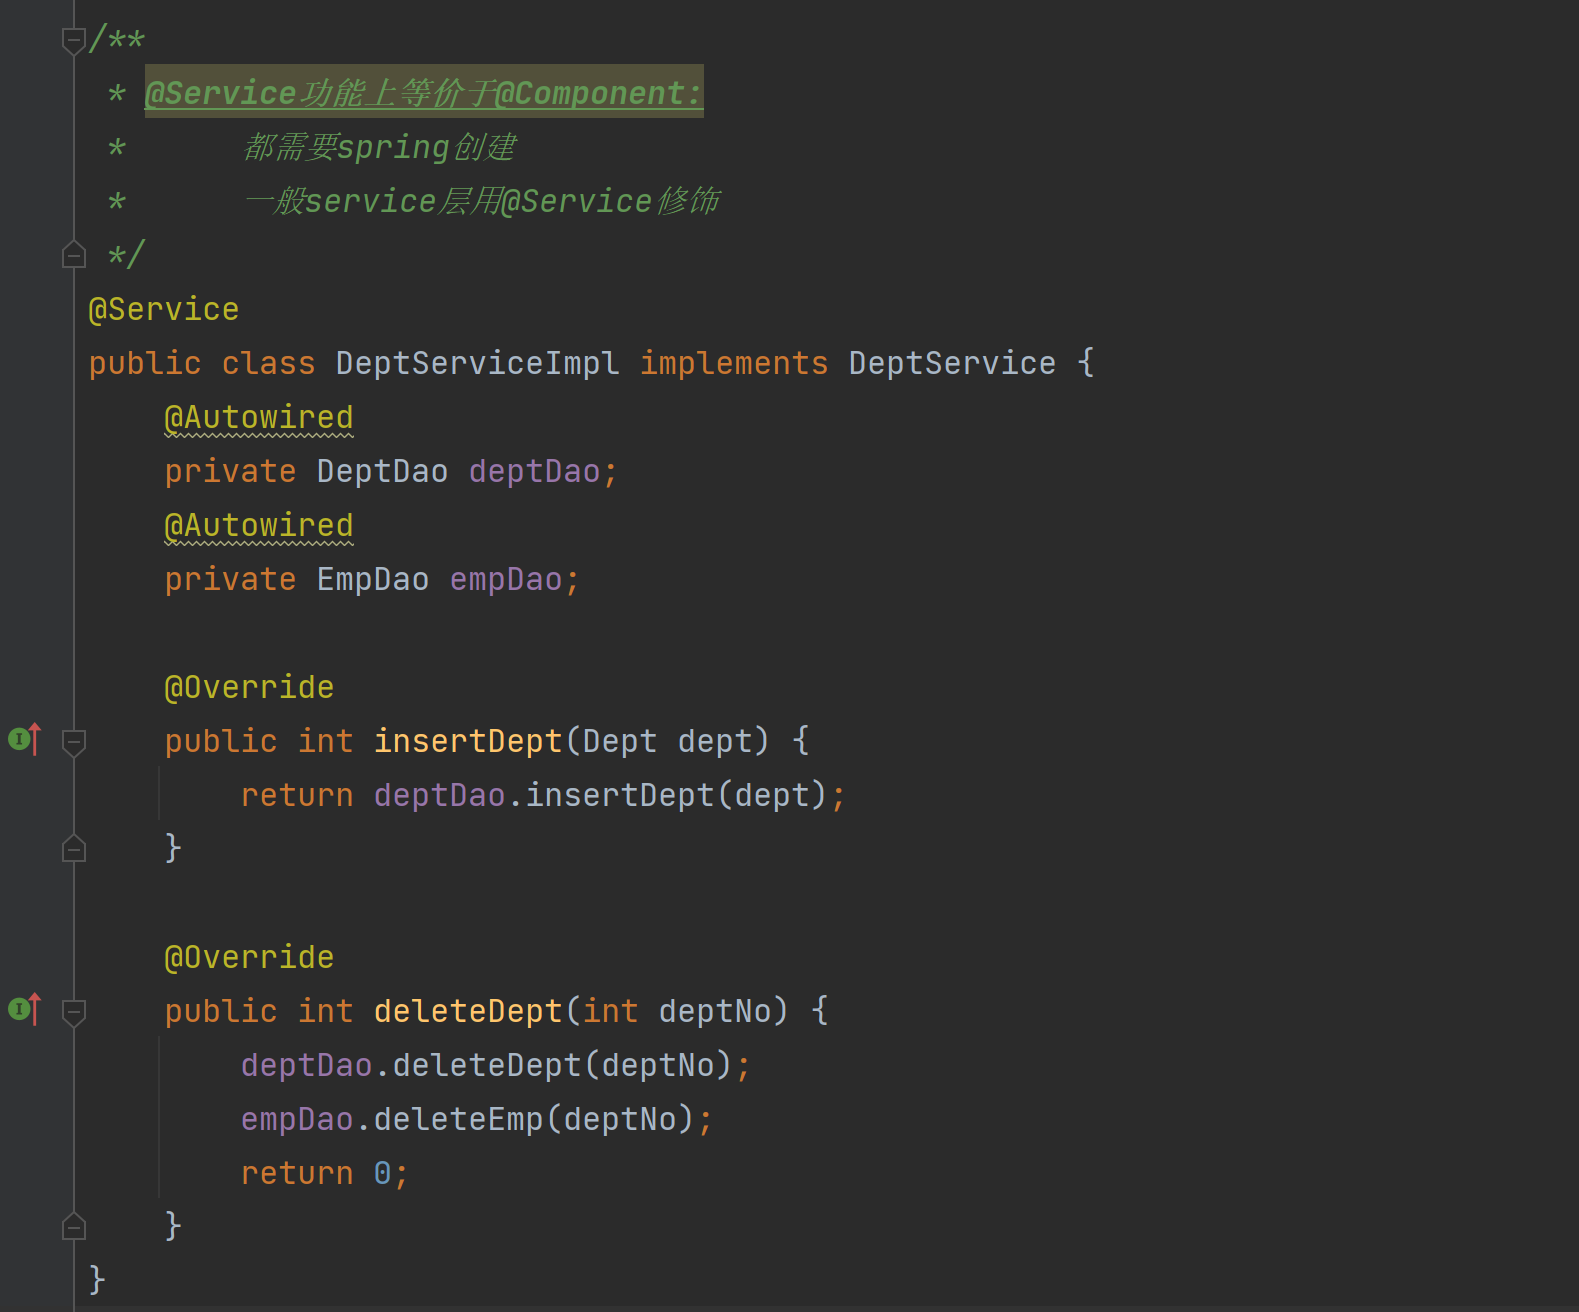 /**
 * @Service功能上等价于@Component:
 *      都需要spring创建
 *      一般service层用@Service修饰
 */
@Service
public class DeptServiceImpl implements DeptService {
    @Autowired
    private DeptDao deptDao;
    @Autowired
    private EmpDao empDao;

    @Override
    public int insertDept(Dept dept) {
        return deptDao.insertDept(dept);
    }

    @Override
    public int deleteDept(int deptNo) {
        deptDao.deleteDept(deptNo);
        empDao.deleteEmp(deptNo);
        return 0;
    }
}